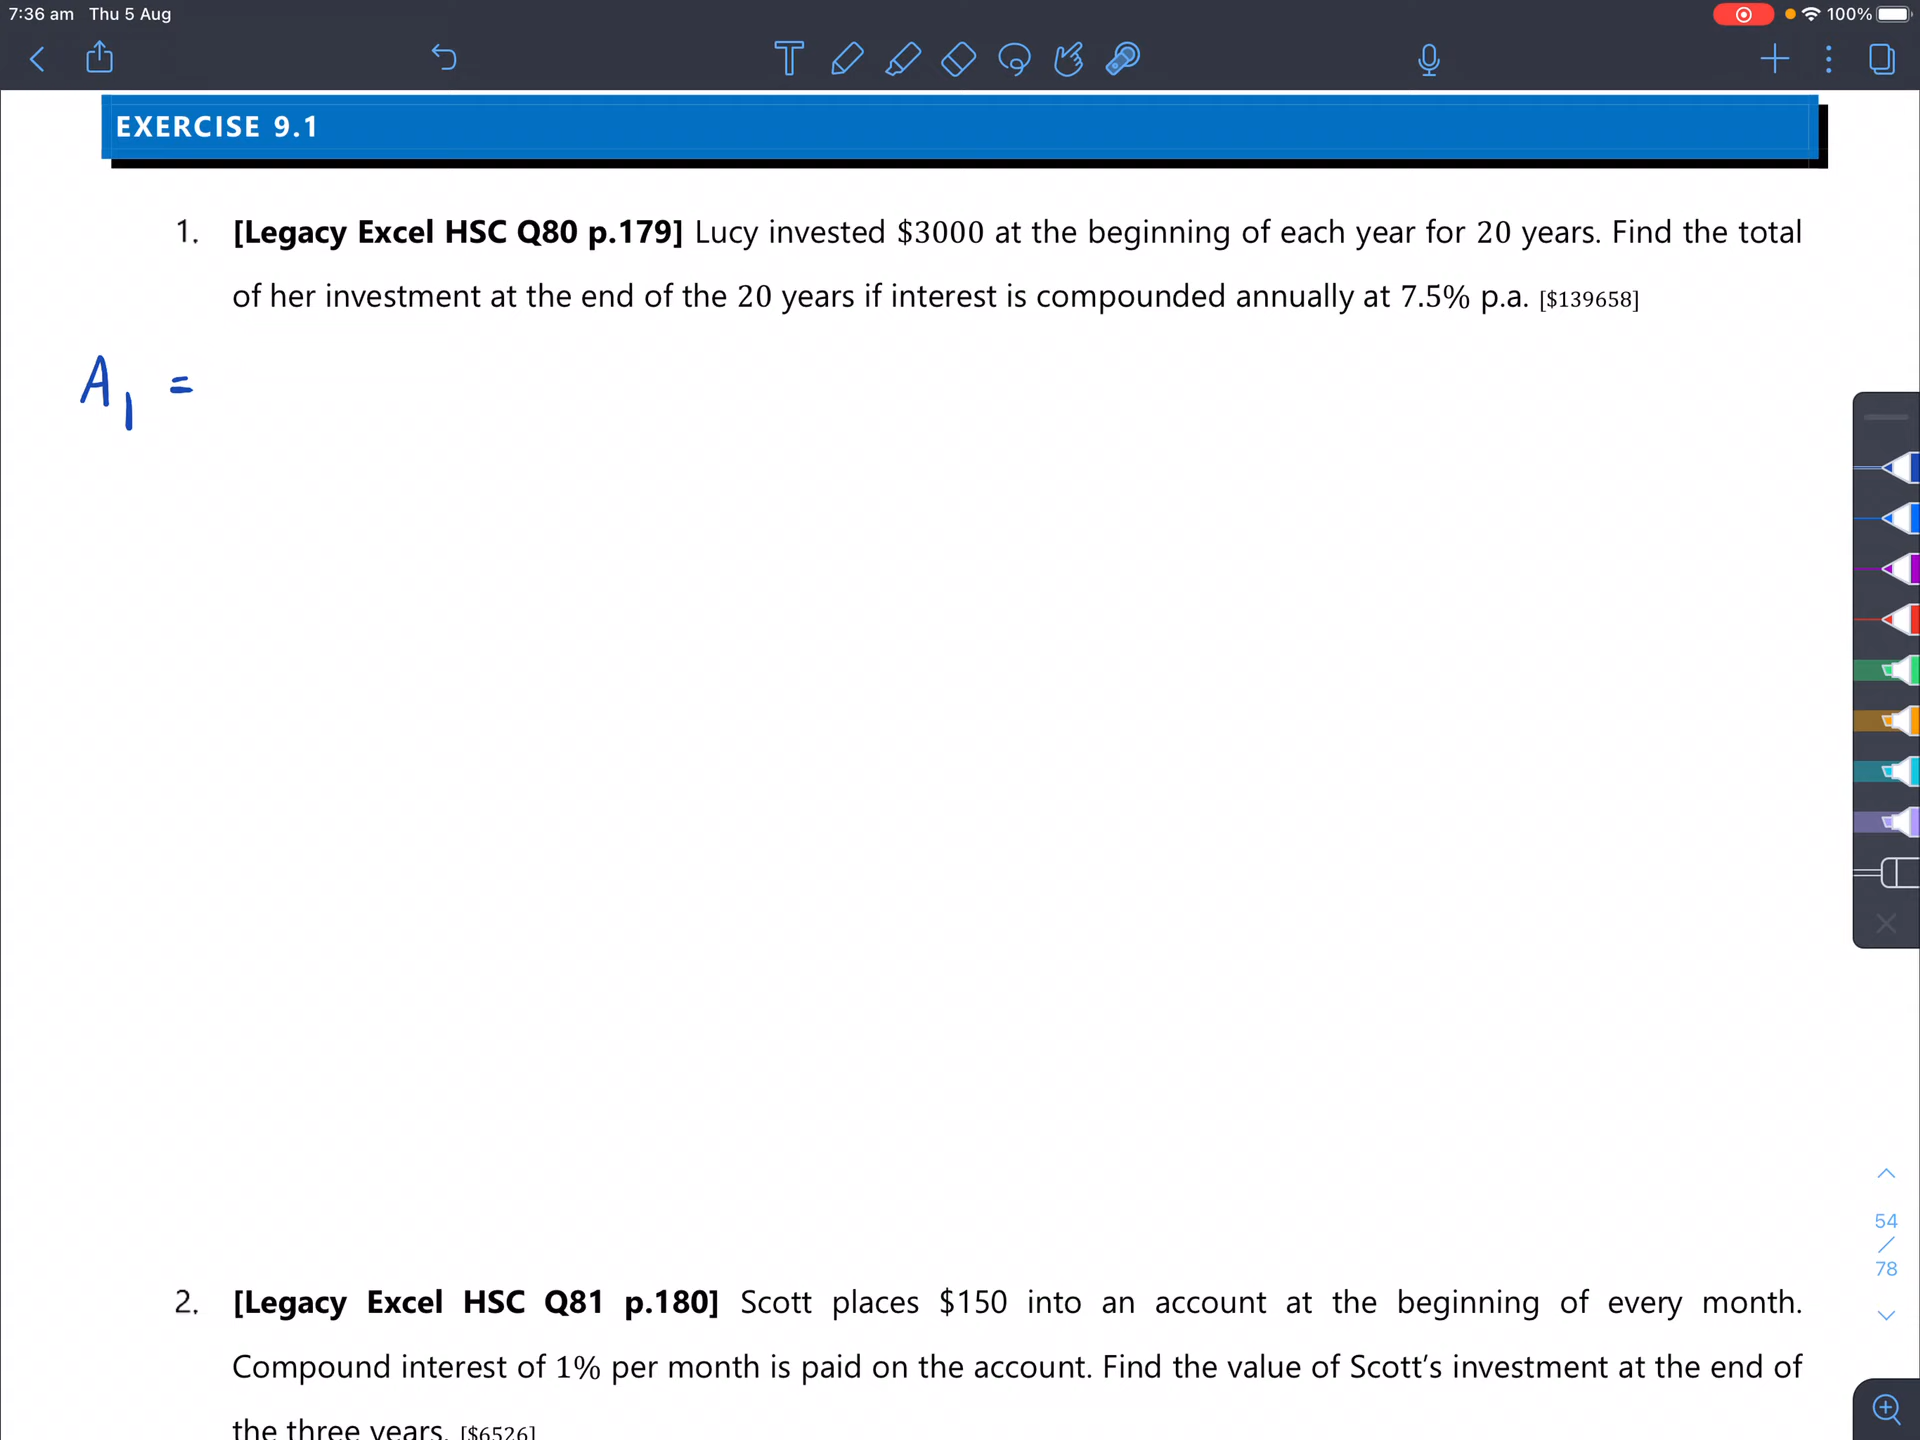 7:36 am Thu 5 Aug
100%
EXERCISE 9.1
1. [Legacy Excel HSC Q80 p.179] Lucy invested $3000 at the beginning of each year for 20 years. Find the total
of her investment at the end of the 20 years if interest is compounded annually at 7.5% p.a. [$139658]
A₁ =
54
/
78
2. [Legacy Excel HSC Q81 p.180] Scott places $150 into an account at the beginning of every month.
Compound interest of 1% per month is paid on the account. Find the value of Scott’s investment at the end of
the three years. [$6526]